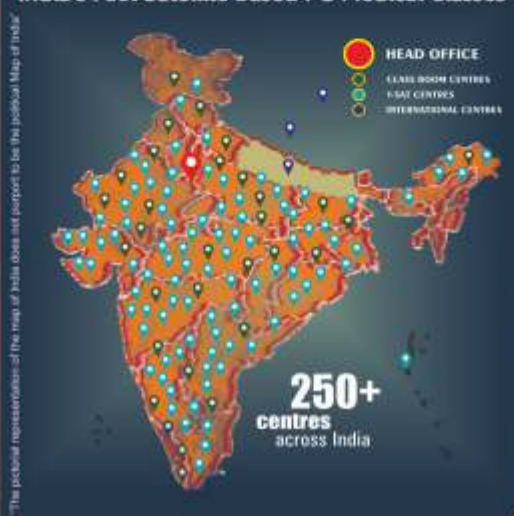 HEAD OFFICE
CLASS ROOM CENTRES
V-SAT CENTRES
INTERNATIONAL CENTRES
250+
centres
across India
"The pictorial representation of the map of India does not purport to be the political Map of India"